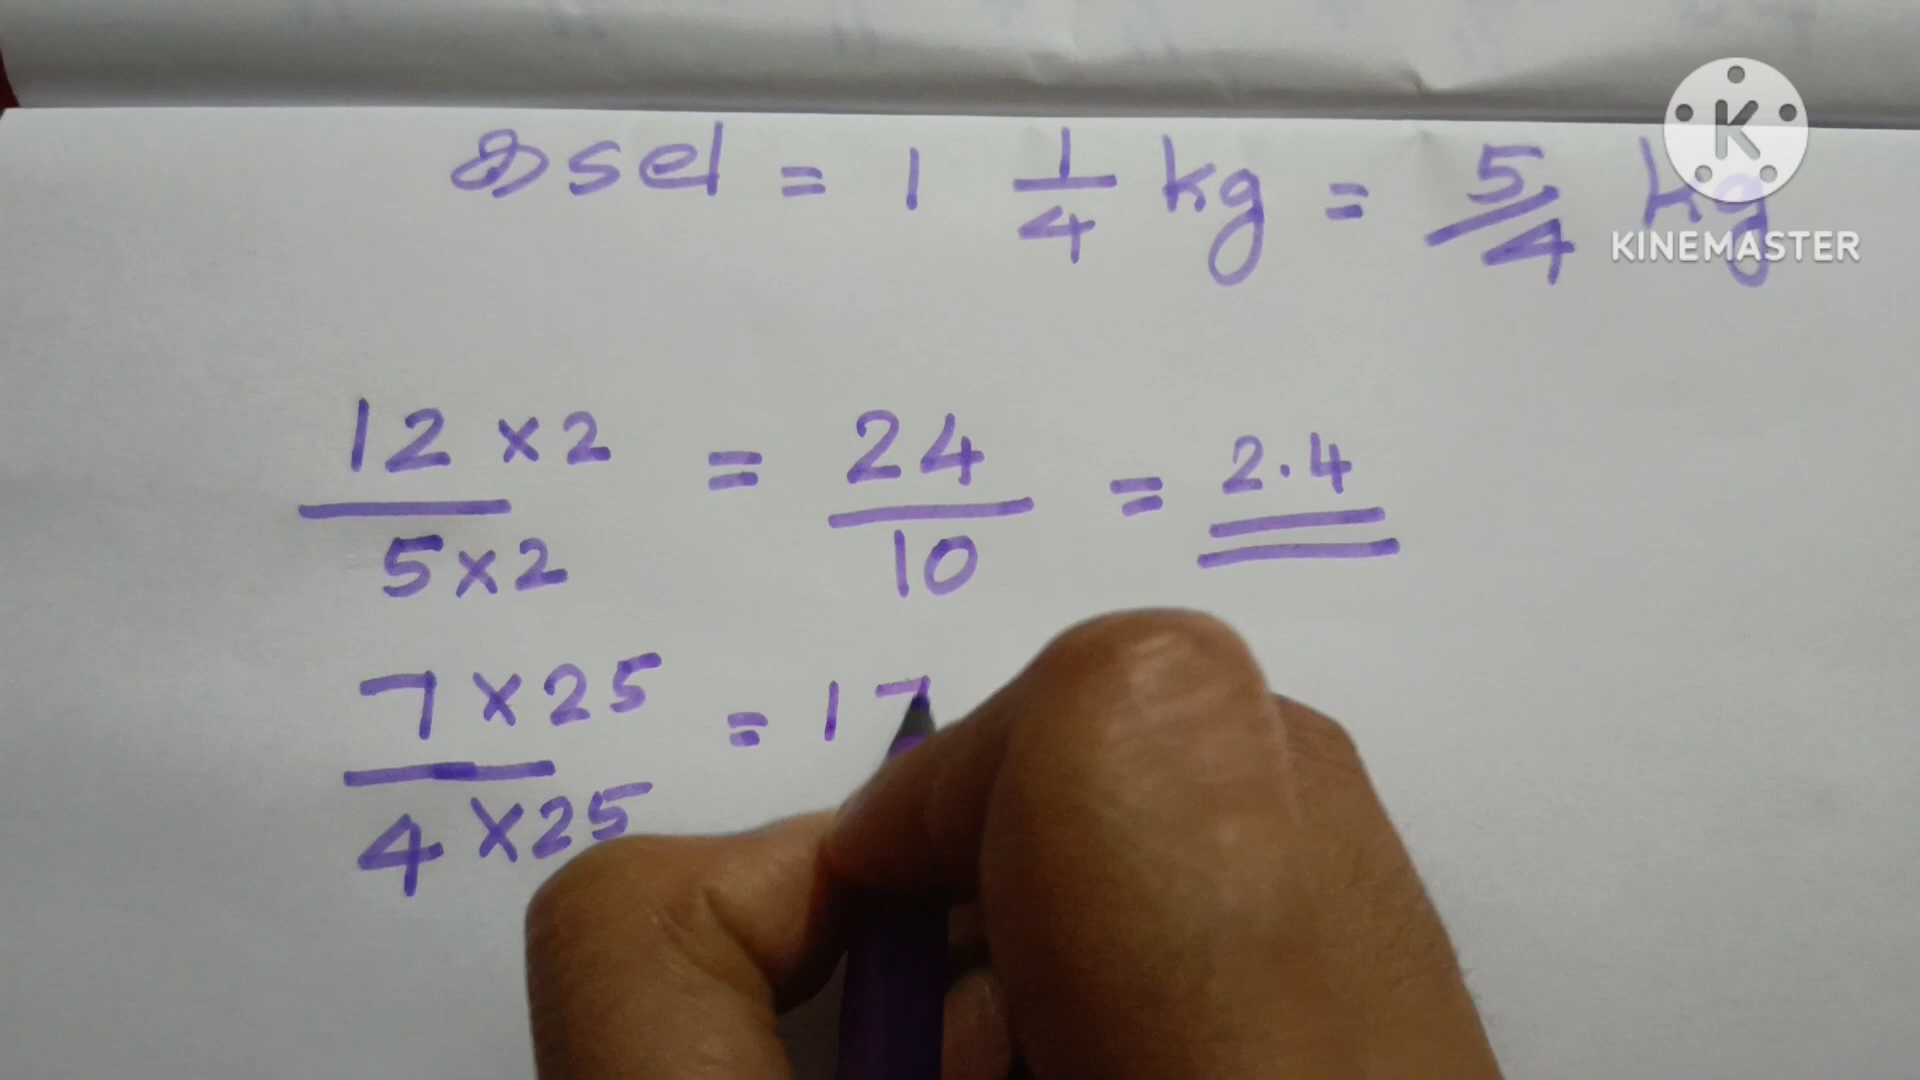 கடல = 1 1/4 kg = 5/4 kg
KINEMASTER
12 × 2 / 5 × 2 = 24 / 10 = 2.4
7 × 25 / 4 × 25 = 17